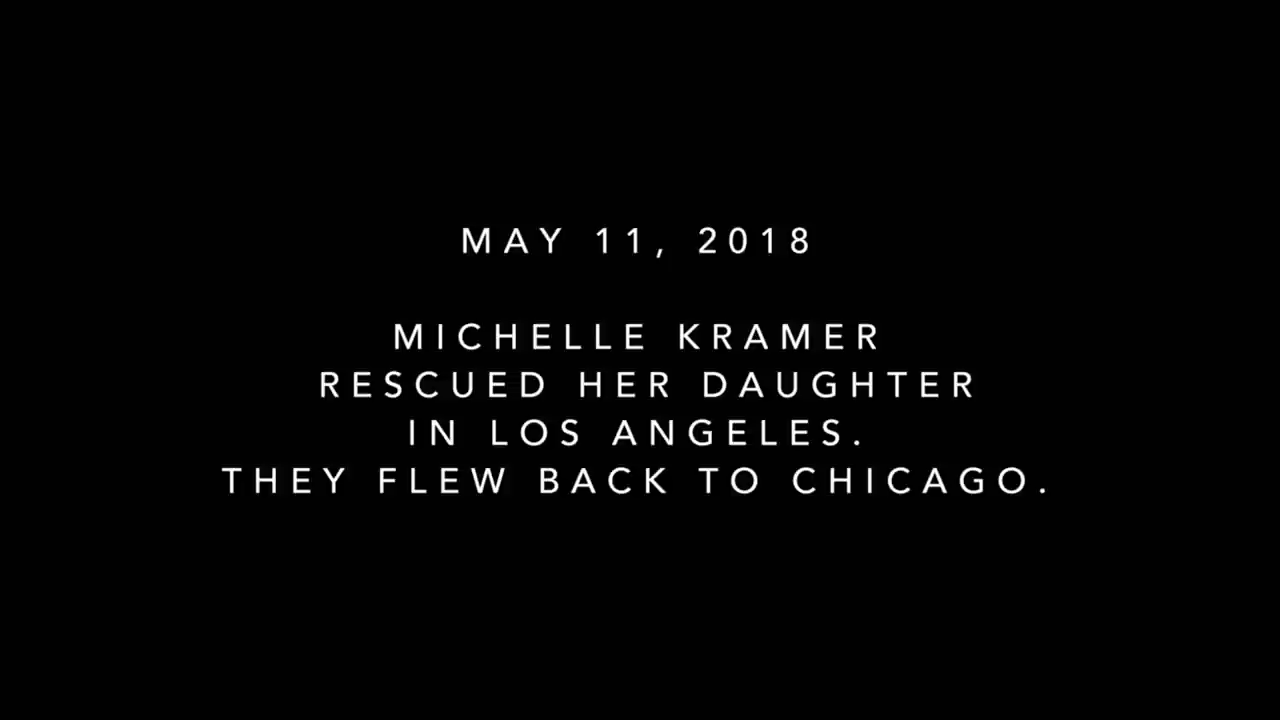 MAY 11, 2018
MICHELLE KRAMER
RESCUED HER DAUGHTER
IN LOS ANGELES.
THEY FLEW BACK TO CHICAGO.